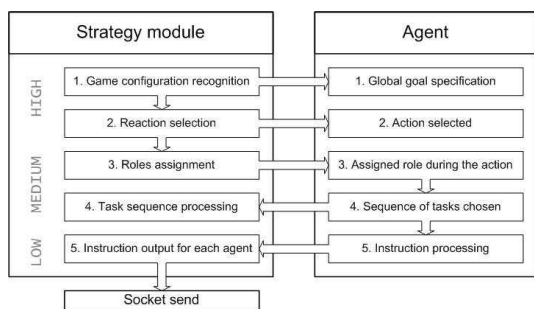 Strategy module
Agent
HIGH
1. Game configuration recognition
1. Global goal specification
2. Reaction selection
2. Action selected
MEDIUM
3. Roles assignment
3. Assigned role during the action
4. Task sequence processing
4. Sequence of tasks chosen
LOW
5. Instruction output for each agent
5. Instruction processing
Socket send